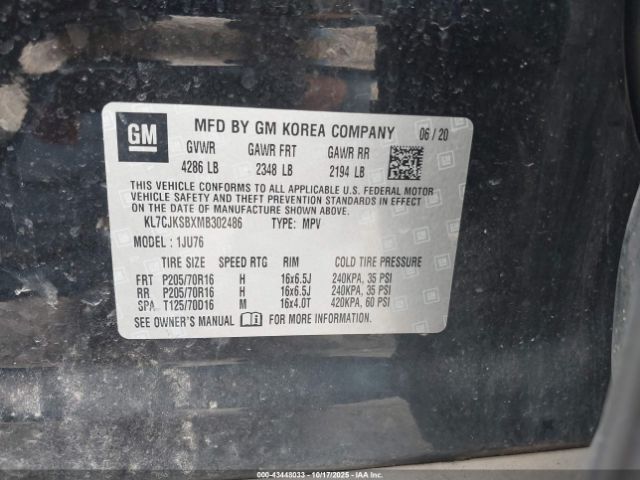 GM
MFD BY GM KOREA COMPANY 06 / 20
GVWR GAWR FRT GAWR RR
4286 LB 2348 LB 2194 LB
THIS VEHICLE CONFORMS TO ALL APPLICABLE U.S. FEDERAL MOTOR
VEHICLE SAFETY AND THEFT PREVENTION STANDARDS IN EFFECT
ON THE DATE OF MANUFACTURE SHOWN ABOVE.
KL7CJKSBXMB302486 TYPE: MPV
MODEL : 1JU76
TIRE SIZE SPEED RTG RIM COLD TIRE PRESSURE
FRT P205/70R16 H 16x6.5J 240KPA, 35 PSI
RR P205/70R16 H 16x6.5J 240KPA, 35 PSI
SPA T125/70D16 M 16x4.0T 420KPA, 60 PSI
SEE OWNER'S MANUAL FOR MORE INFORMATION.
© - 43448033 - 10/17/2025 - IAAI